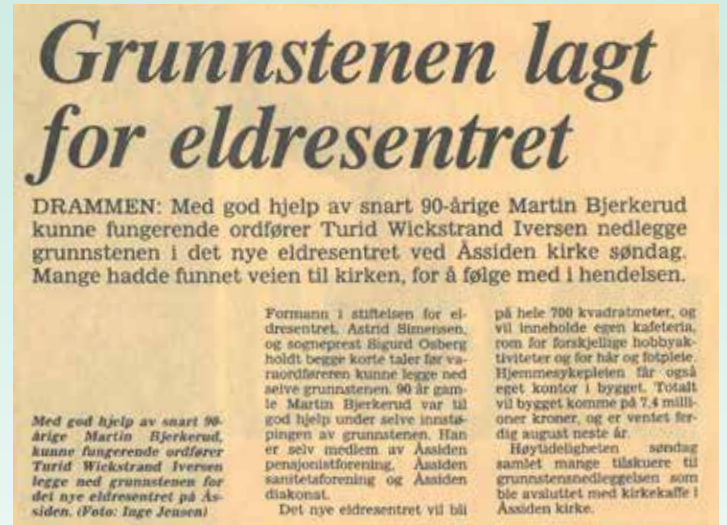 Grunnstenen lagt
for eldresentret
DRAMMEN: Med god hjelp av snart 90-årige Martin Bjerkerud
kunne fungerende ordfører Turid Wickstrand Iversen nedlegge
grunnstenen i det nye eldresentret ved Åssiden kirke søndag.
Mange hadde funnet veien til kirken, for å følge med i hendelsen.
Med god hjelp av snart 90-
årige Martin Bjerkerud,
kunne fungerende ordfører
Turid Wickstrand Iversen
legge ned grunnstenen for
det nye eldresentret på Ås-
siden. (Foto: Inge Jensen)
Formann i stiftelsen for el-
dresentret, Astrid Simensen,
og sogneprest Sigurd Osberg
holdt begge korte taler før va-
raordføreren kunne legge ned
selve grunnstenen. 90 år gam-
le Martin Bjerkerud var til
god hjelp under selve innstø-
pingen av grunnstenen. Han
er selv medlem av Åssiden
pensjonistforening, Åssiden
sanitetsforening og Åssiden
diakonat.
Det nye eldresentret vil bli
på hele 700 kvadratmeter, og
vil inneholde egen kafeteria,
rom for forskjellige hobbyak-
tiviteter og for hår og fotpleie.
Hjemmesykepleien får også
eget kontor i bygget. Totalt
vil bygget komme på 7,4 milli-
oner kroner, og er ventet fer-
dig august neste år.
Høytideligheten søndag
samlet mange tilskuere til
grunnstensnedleggelsen som
ble avsluttet med kirkekaffe i
Åssiden kirke.